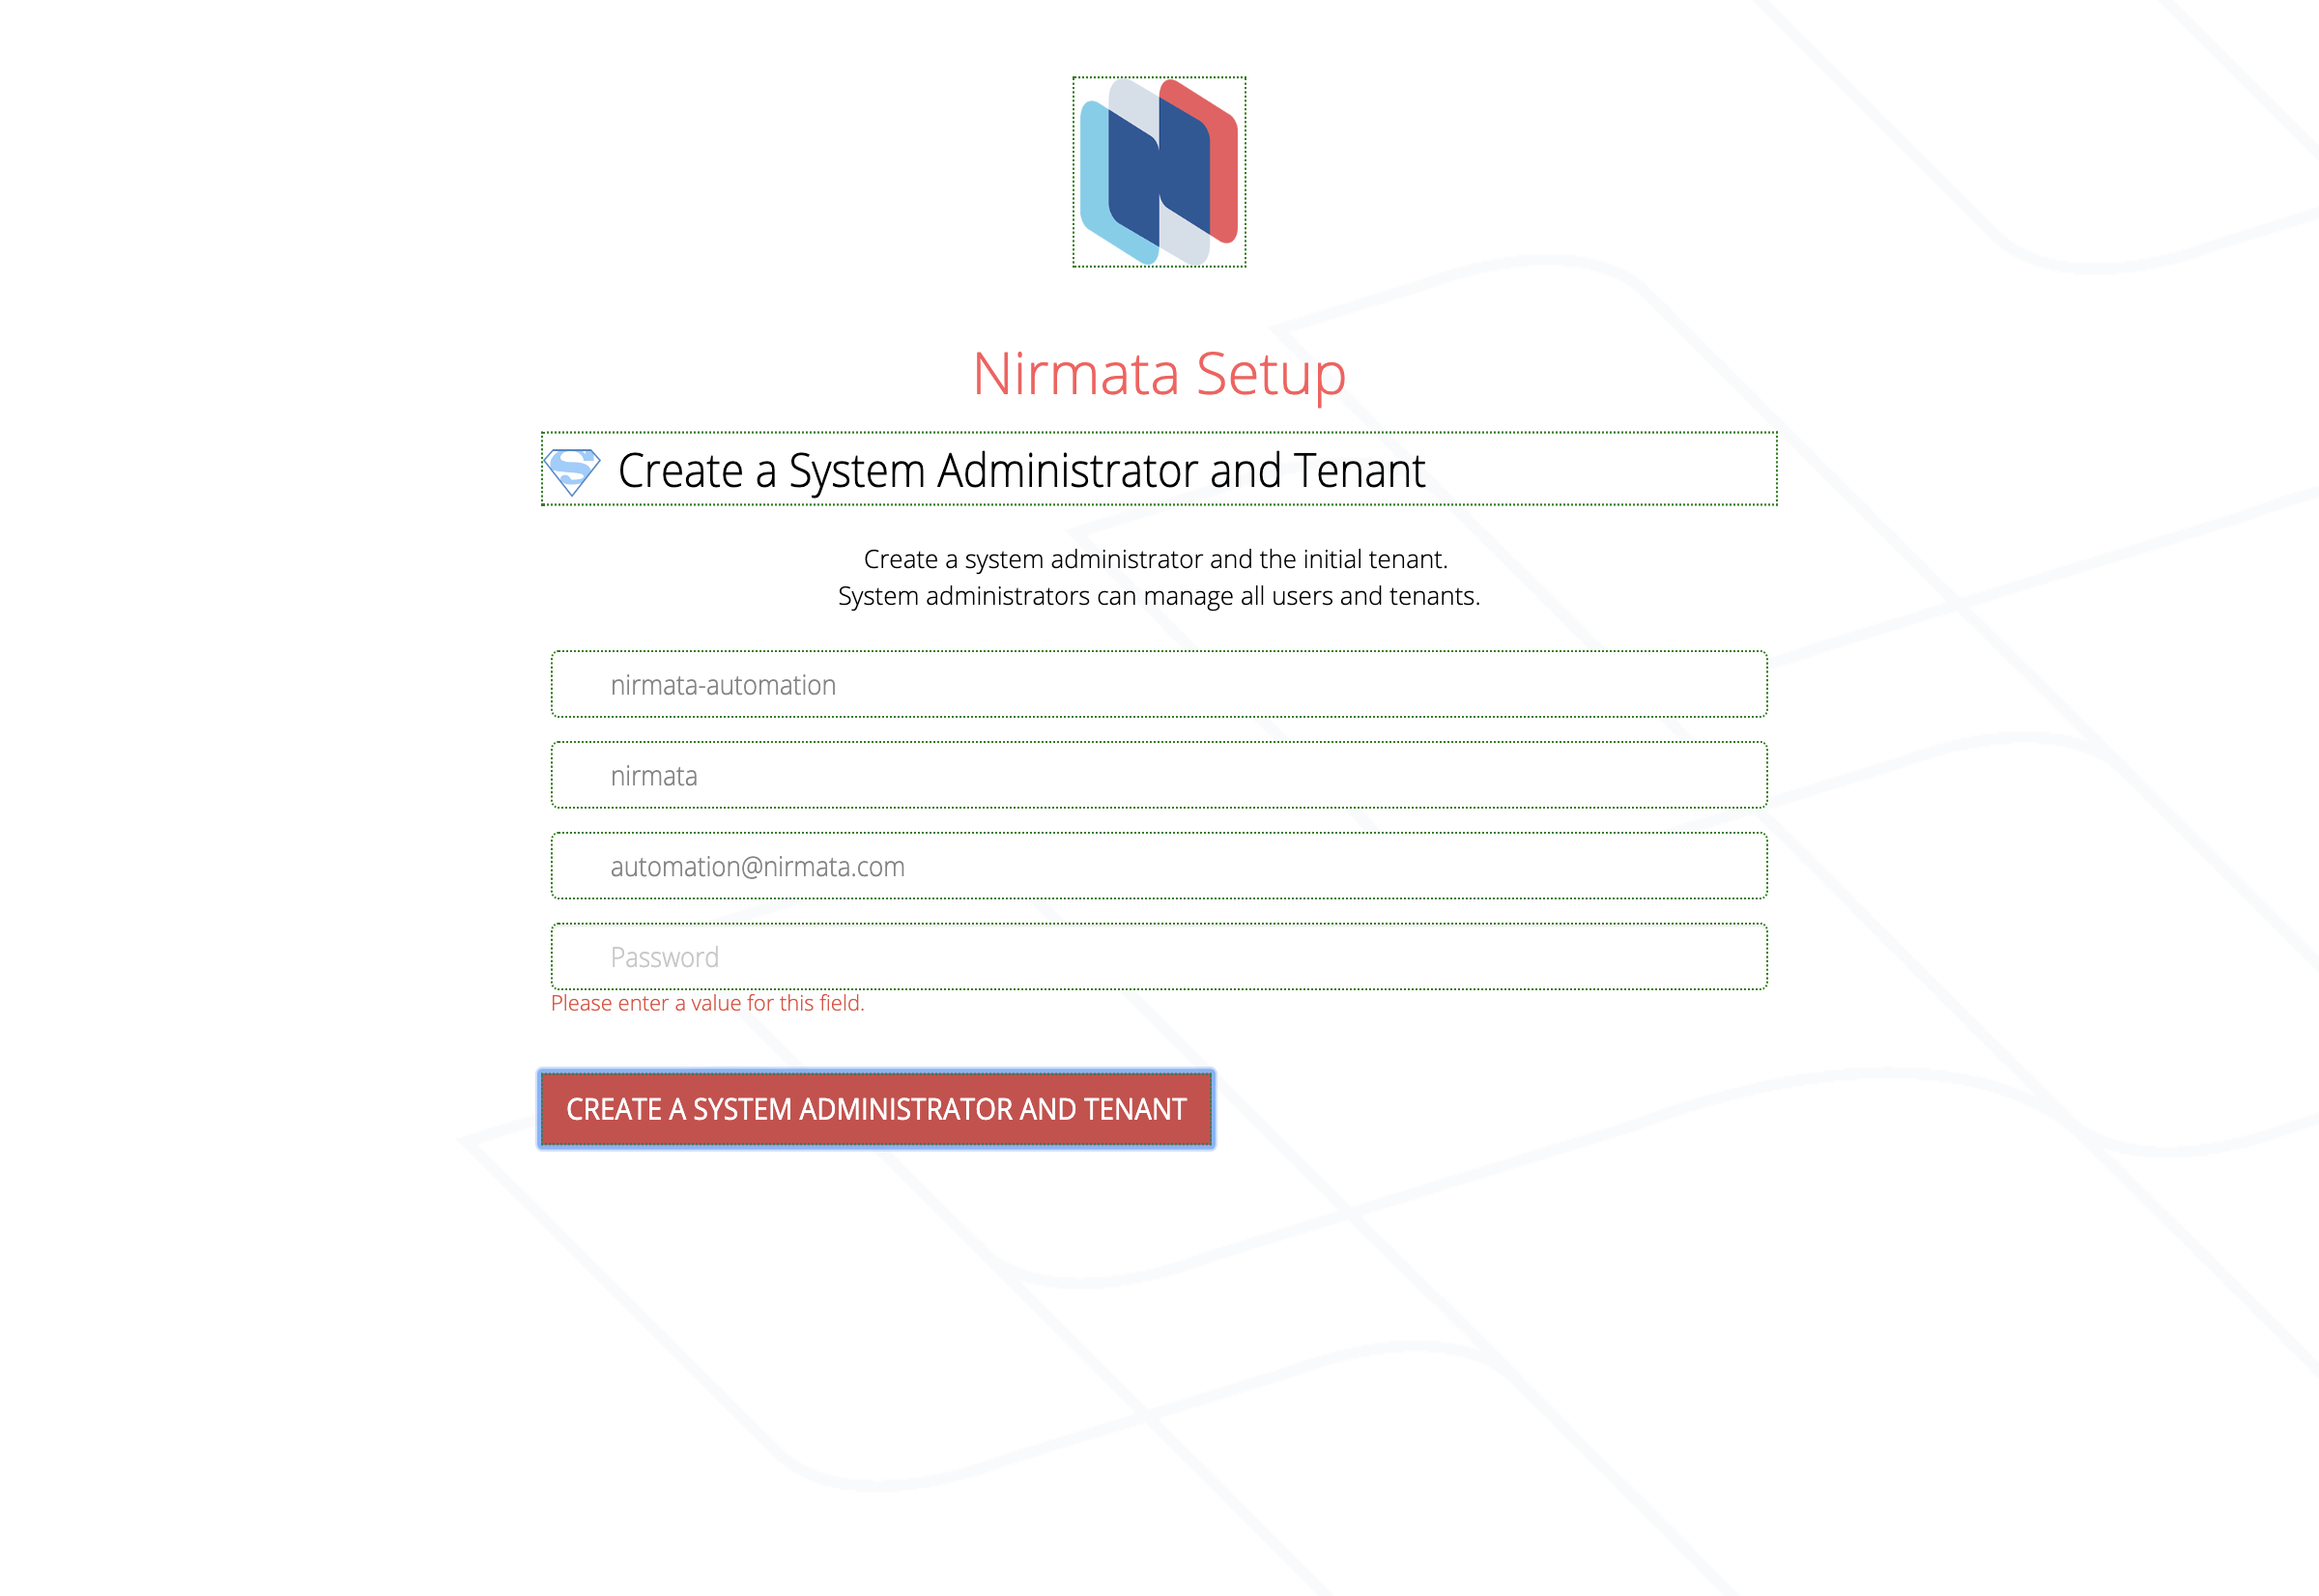 Nirmata Setup
Create a System Administrator and Tenant
Create a system administrator and the initial tenant.
System administrators can manage all users and tenants.
nirmata-automation
nirmata
automation@nirmata.com
Password
Please enter a value for this field.
CREATE A SYSTEM ADMINISTRATOR AND TENANT